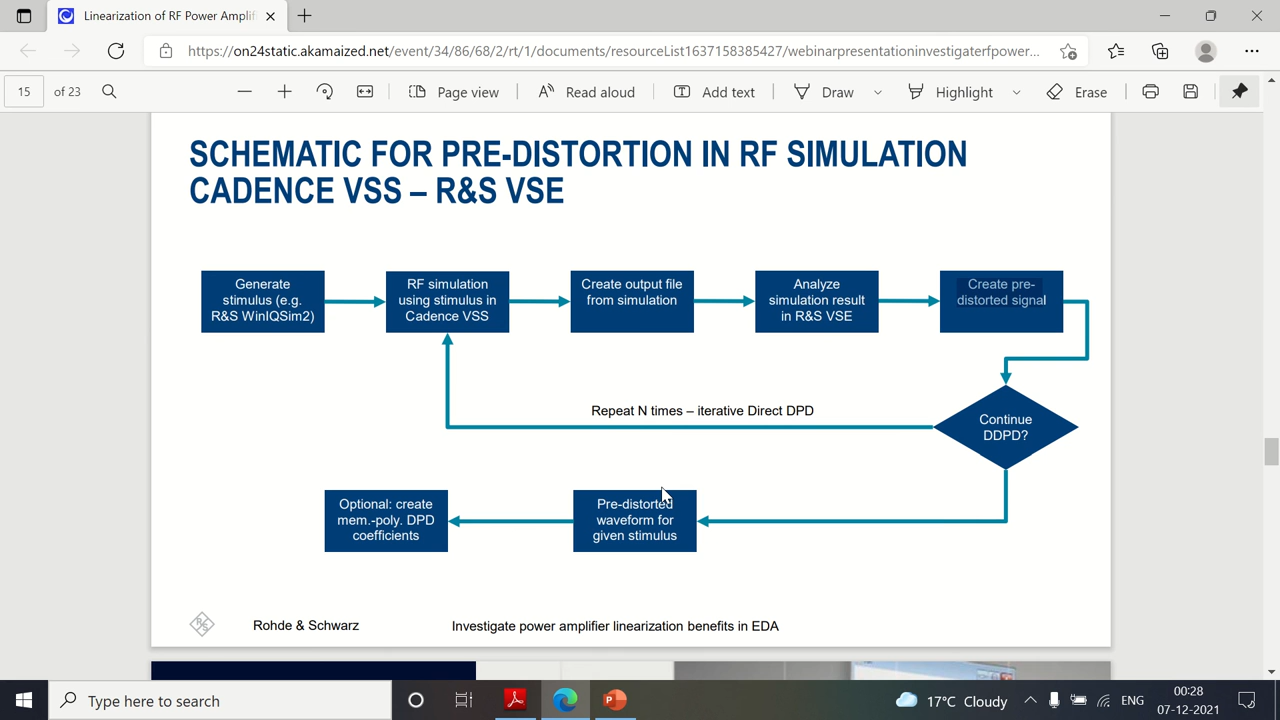 Linearization of RF Power Amplif
https://on24static.akamaized.net/event/34/86/68/2/rt/1/documents/resourceList1637158385427/webinarpresentationinvestigaterfpower...
15 of 23 Page view Read aloud Add text Draw Highlight Erase
SCHEMATIC FOR PRE-DISTORTION IN RF SIMULATION
CADENCE VSS – R&S VSE
Generate
stimulus (e.g.
R&S WinIQSim2)
RF simulation
using stimulus in
Cadence VSS
Create output file
from simulation
Analyze
simulation result
in R&S VSE
Create pre-
distorted signal
Repeat N times – iterative Direct DPD
Continue
DDPD?
Optional: create
mem.-poly. DPD
coefficients
Pre-distorted
waveform for
given stimulus
R S
Rohde & Schwarz
Investigate power amplifier linearization benefits in EDA
Type here to search
17°C Cloudy
ENG
00:28
07-12-2021